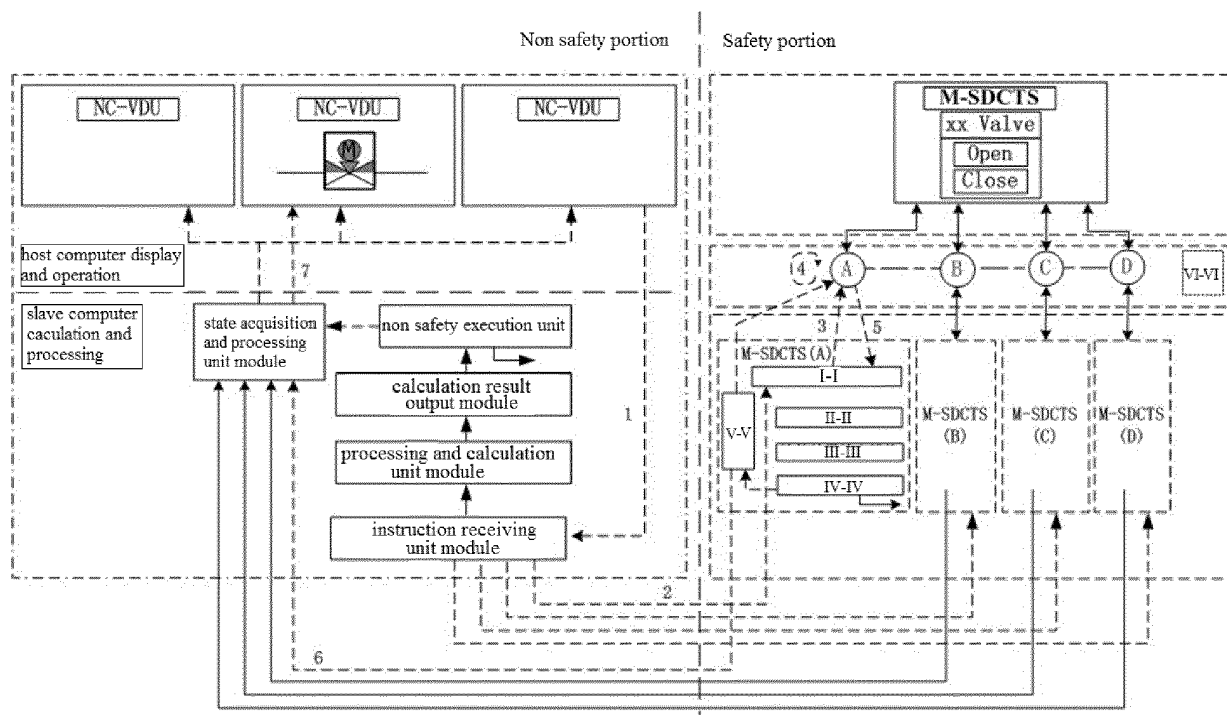 Non safety portion
Safety portion
NC-VDU
NC-VDU
NC-VDU
M
M-SDCTS
xx Valve
Open
Close
host computer display
and operation
7
4
A
B
C
D
VI-VI
slave computer
caculation and
processing
state acquisition
and processing
unit module
non safety execution unit
calculation result
output module
processing and calculation
unit module
instruction receiving
unit module
1
3
5
M-SDCTS(A)
I-I
II-II
III-III
IV-IV
V-V
M-SDCTS
(B)
M-SDCTS
(C)
M-SDCTS
(D)
2
6